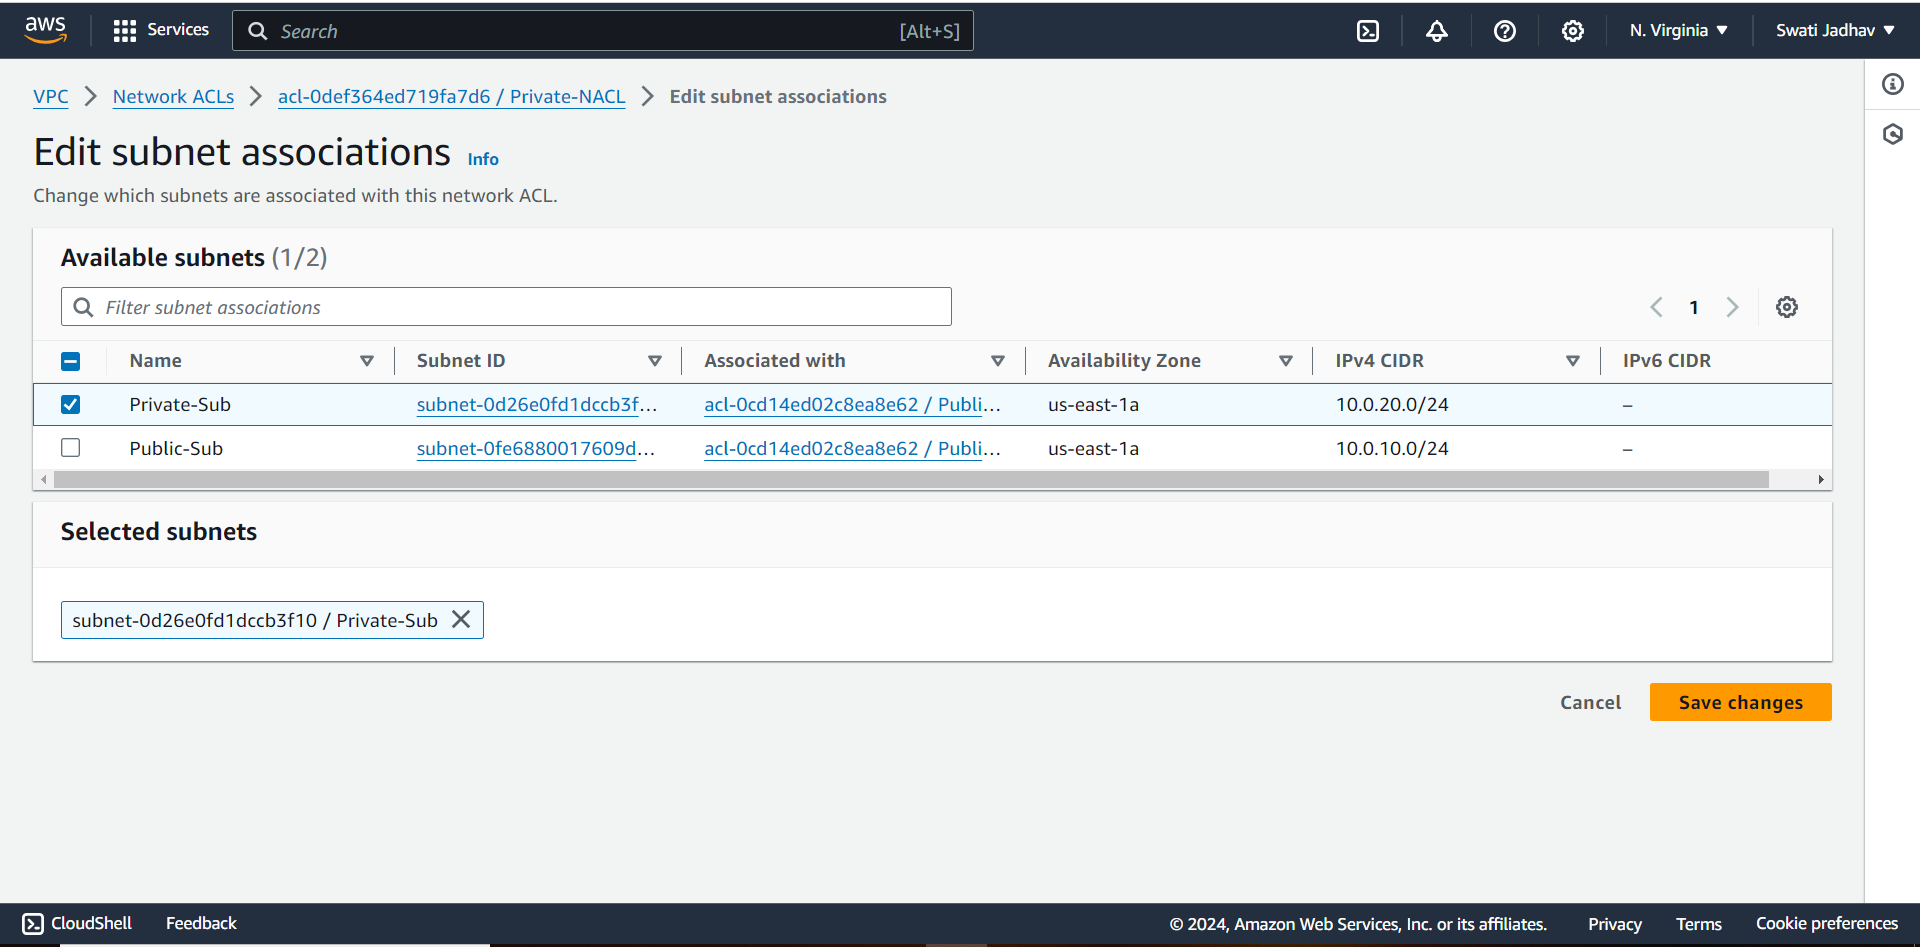 aws Services Search [Alt+S] N. Virginia Swati Jadhav
VPC Network ACLs acl-0def364ed719fa7d6 / Private-NACL Edit subnet associations
Edit subnet associations Info
Change which subnets are associated with this network ACL.
Available subnets (1/2)
Filter subnet associations 1
Name Subnet ID Associated with Availability Zone IPv4 CIDR IPv6 CIDR
Private-Sub subnet-0d26e0fd1dccb3f... acl-0cd14ed02c8ea8e62 / Publi... us-east-1a 10.0.20.0/24 –
Public-Sub subnet-0fe6880017609d... acl-0cd14ed02c8ea8e62 / Publi... us-east-1a 10.0.10.0/24 –
Selected subnets
subnet-0d26e0fd1dccb3f10 / Private-Sub
Cancel Save changes
CloudShell Feedback © 2024, Amazon Web Services, Inc. or its affiliates. Privacy Terms Cookie preferences